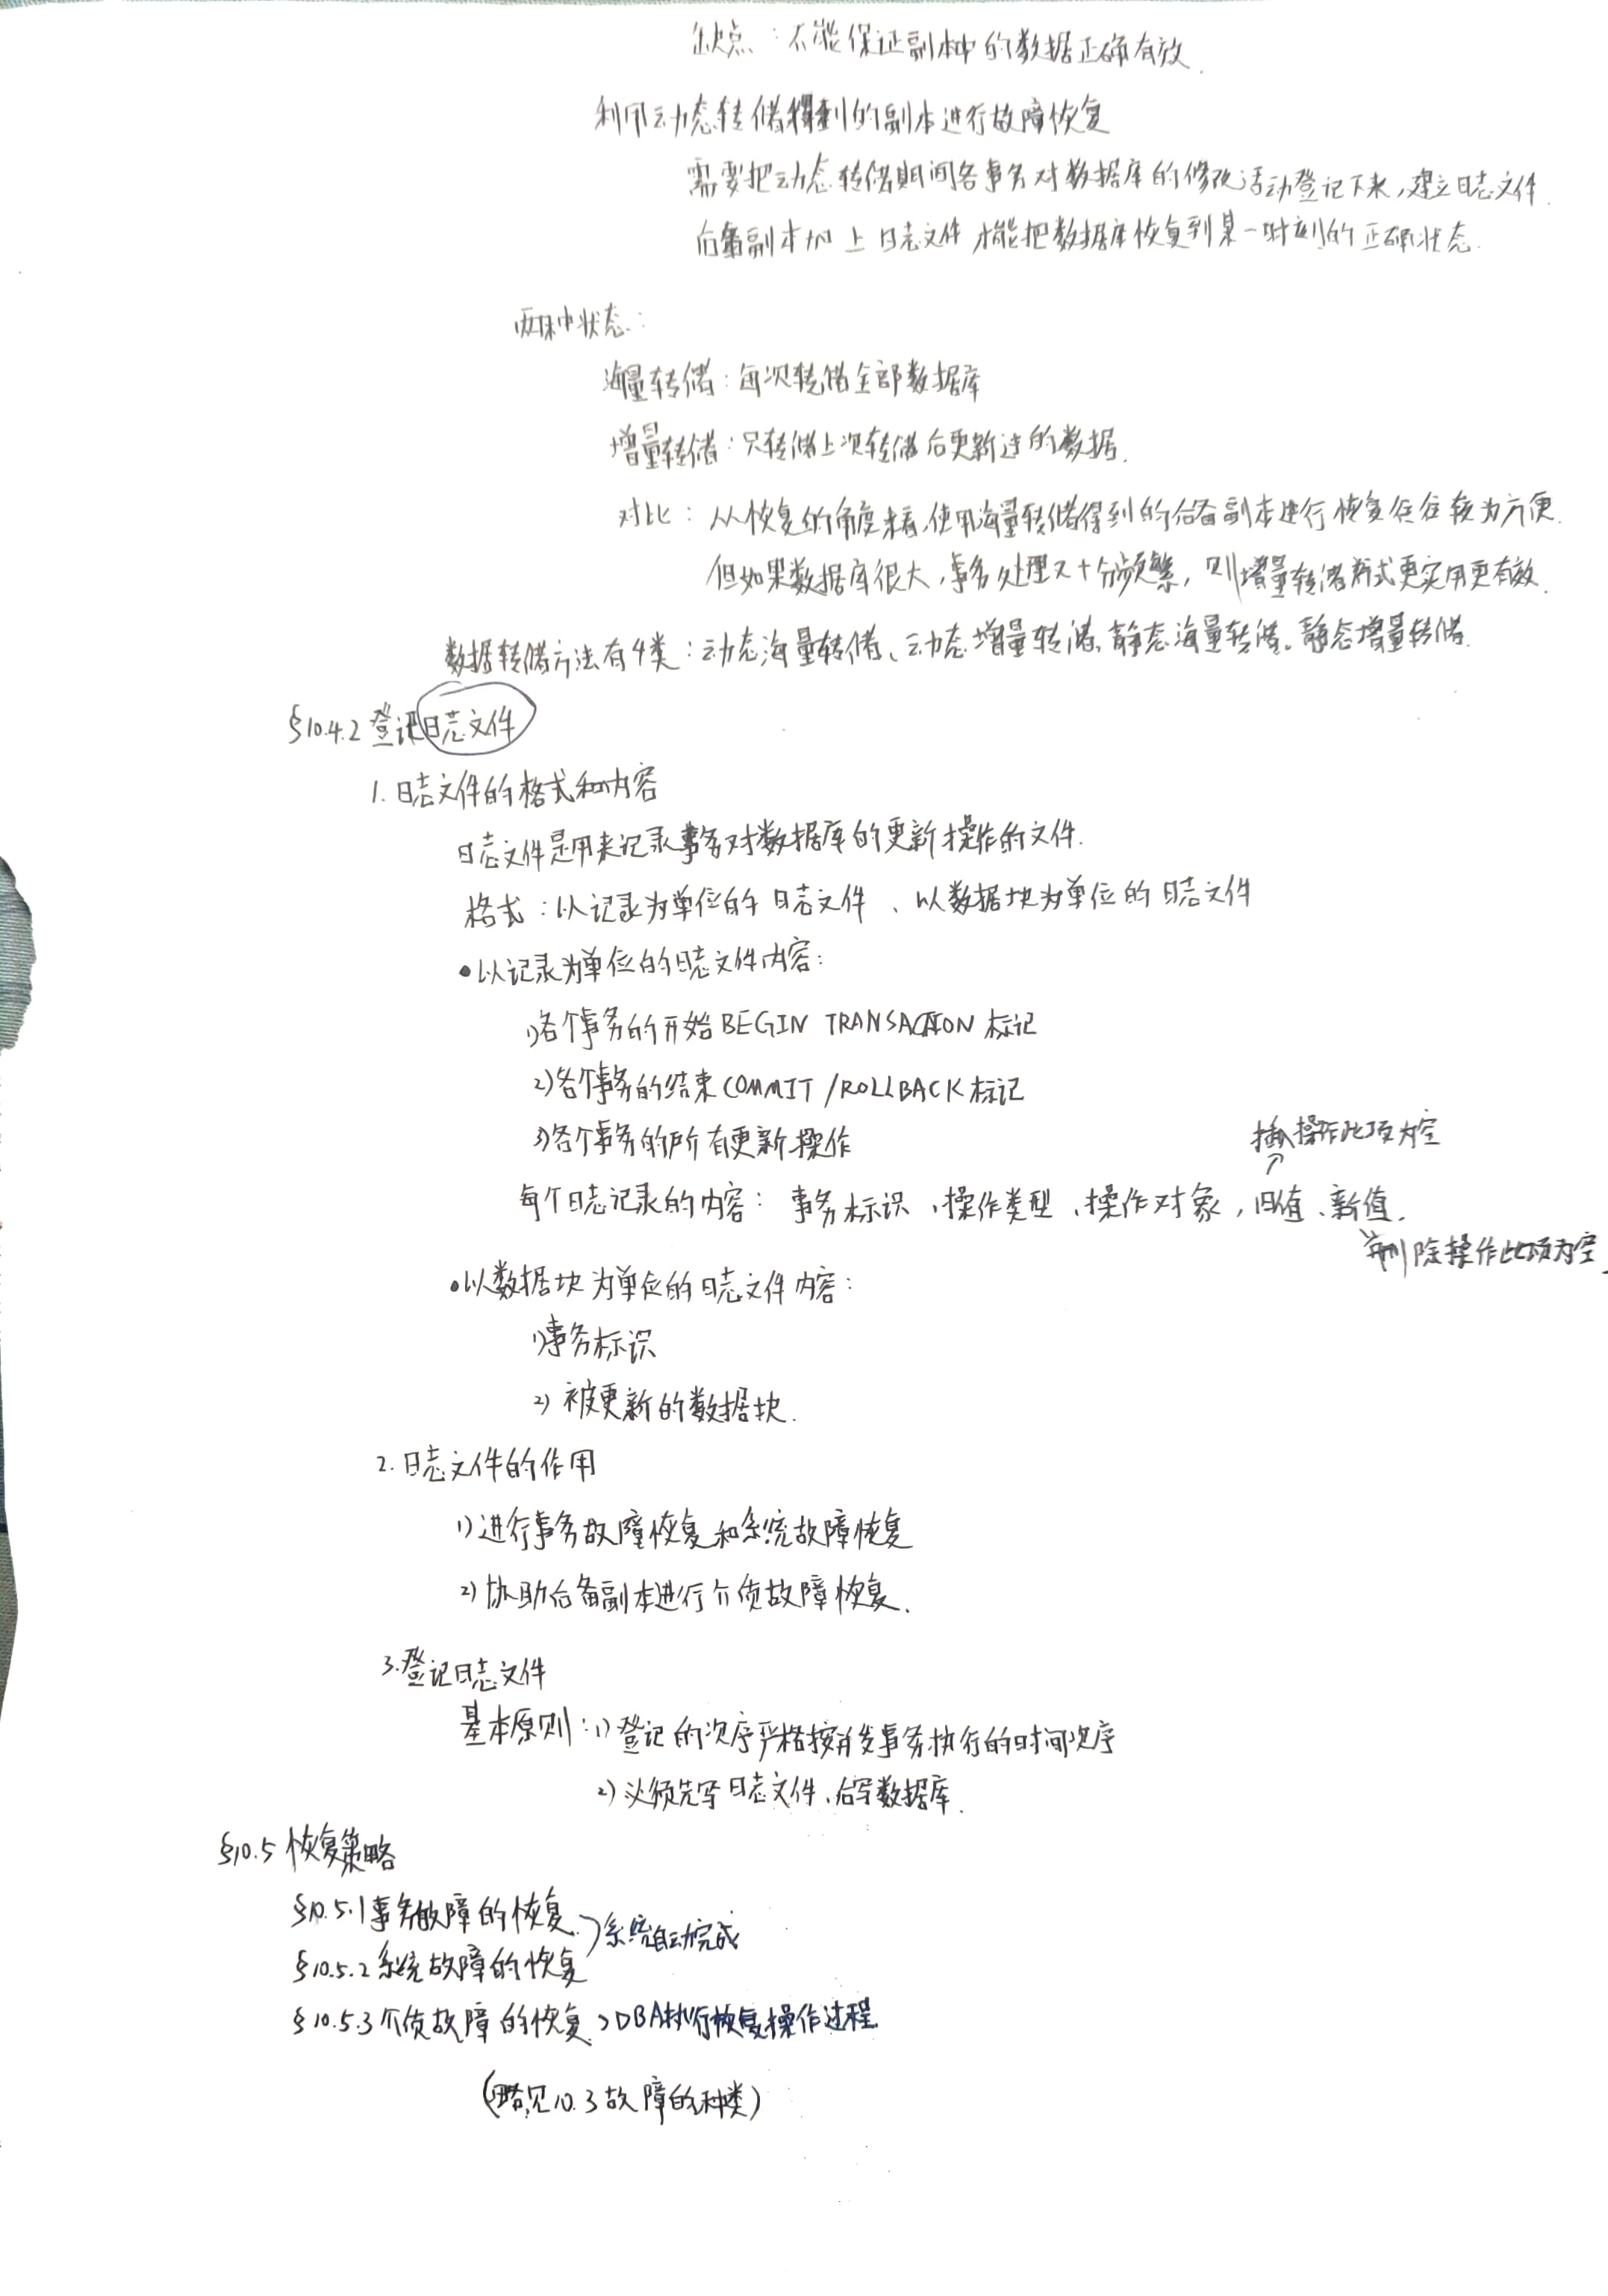 缺点：不能保证副本中的数据正确有效.
利用动态转储得到的副本进行故障恢复
需要把动态转储期间各事务对数据库的修改活动登记下来，建立日志文件.
后备副本加上日志文件才能把数据库恢复到某一时刻的正确状态.
两种状态：
海量转储：每次转储全部数据库
增量转储：只转储上次转储后更新过的数据.
对比：从恢复的角度来看，使用海量转储得到的后备副本进行恢复往往较为方便.
但如果数据库很大，事务处理又十分频繁，则增量转储方式更实用更有效.
数据转储方法有4类：动态海量转储、动态增量转储、静态海量转储。静态增量转储.
§10.4.2 登记日志文件
1. 日志文件的格式和内容
日志文件是用来记录事务对数据库的更新操作的文件.
格式：以记录为单位的日志文件、以数据块为单位的日志文件
•以记录为单位的日志文件内容：
1)各个事务的开始BEGIN TRANSACTION 标记
2)各个事务的结束COMMIT/ROLLBACK标记
3)各个事务的所有更新操作
插入操作此项为空
每个日志记录的内容：事务标识、操作类型、操作对象，旧值、新值.
删除操作此项为空
•以数据块为单位的日志文件内容：
1)事务标识
2) 被更新的数据块.
2. 日志文件的作用
1) 进行事务故障恢复和系统故障恢复
2) 协助后备副本进行介质故障恢复.
3.登记日志文件
基本原则：1) 登记的次序严格按并发事务执行的时间次序
2) 必须先写日志文件、后写数据库.
§10.5 恢复策略
§10.5.1事务故障的恢复
系统自动完成
§10.5.2 系统故障的恢复
§10.5.3 介质故障的恢复 >DBA执行恢复操作过程.
(略,见10.3故障的种类)